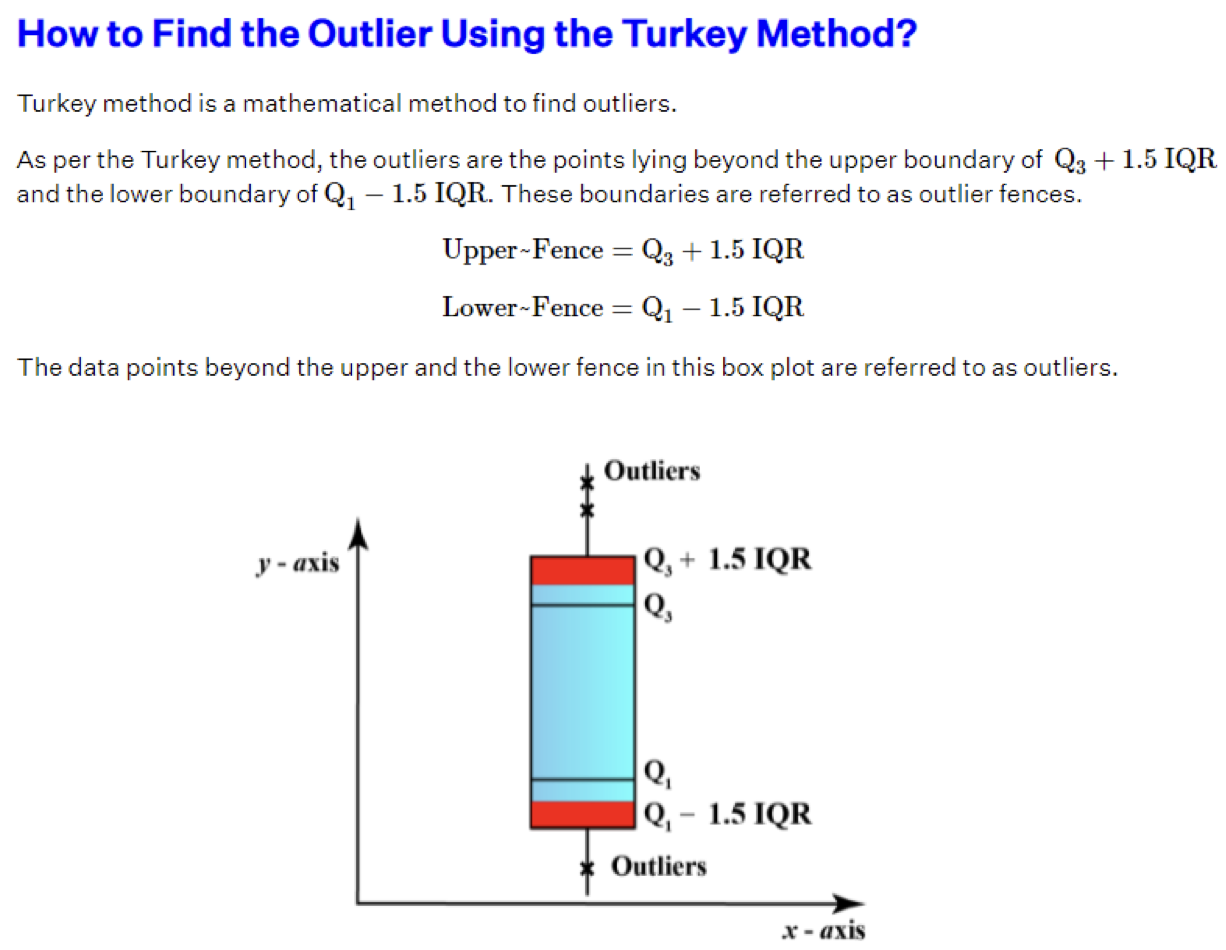 How to Find the Outlier Using the Turkey Method?
Turkey method is a mathematical method to find outliers.
As per the Turkey method, the outliers are the points lying beyond the upper boundary of Q₃ + 1.5 IQR
and the lower boundary of Q₁ − 1.5 IQR. These boundaries are referred to as outlier fences.
Upper~Fence = Q₃ + 1.5 IQR
Lower~Fence = Q₁ − 1.5 IQR
The data points beyond the upper and the lower fence in this box plot are referred to as outliers.
Outliers
y - axis
Q₃ + 1.5 IQR
Q₃
Q₁
Q₁ − 1.5 IQR
Outliers
x - axis